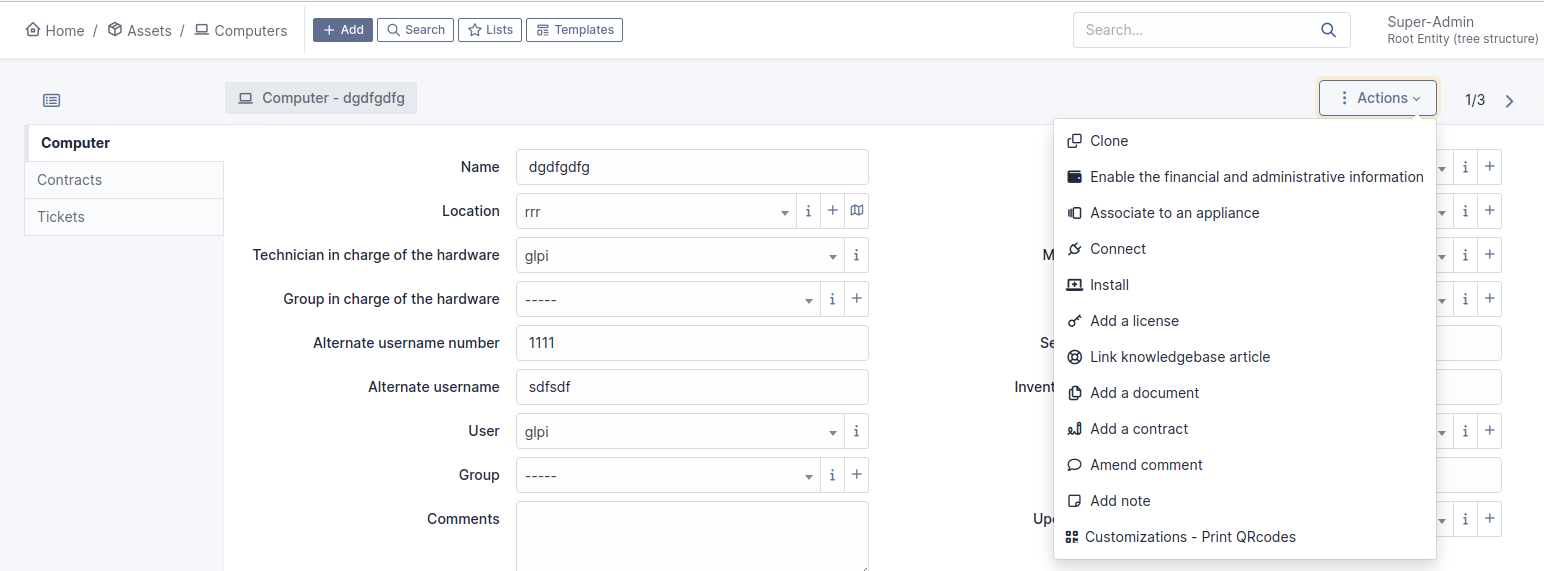 Home / Assets / Computers
+ Add
Search
Lists
Templates
Search...
Super-Admin
Root Entity (tree structure)
Computer - dgdfgdfg
Actions
1/3
Computer
Contracts
Tickets
Name
dgdfgdfg
Location
rrr
Technician in charge of the hardware
glpi
Group in charge of the hardware
-----
Alternate username number
1111
Alternate username
sdfsdf
User
glpi
Group
-----
Comments
Clone
Enable the financial and administrative information
Associate to an appliance
Connect
Install
Add a license
Link knowledgebase article
Add a document
Add a contract
Amend comment
Add note
Customizations - Print QRcodes